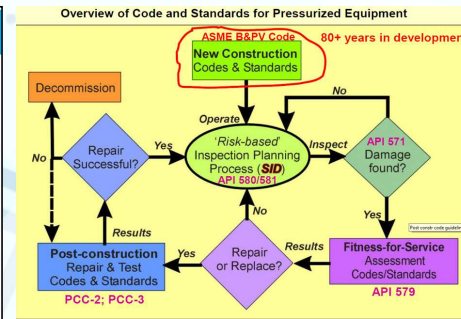 Overview of Code and Standards for Pressurized Equipment
ASME B&PV Code
80+ years in developmen
New Construction
Codes & Standards
Decommission
No
Operate
Repair
Successful?
Yes
'Risk-based'
Inspection Planning
Process (SID)
API 580/581
Inspect
API 571
Damage
found?
No
Results
No
Yes
Post-construction
Repair & Test
Codes & Standards
Yes
Repair
or Replace?
Results
Fitness-for-Service
Assessment
Codes/Standards
PCC-2; PCC-3
API 579